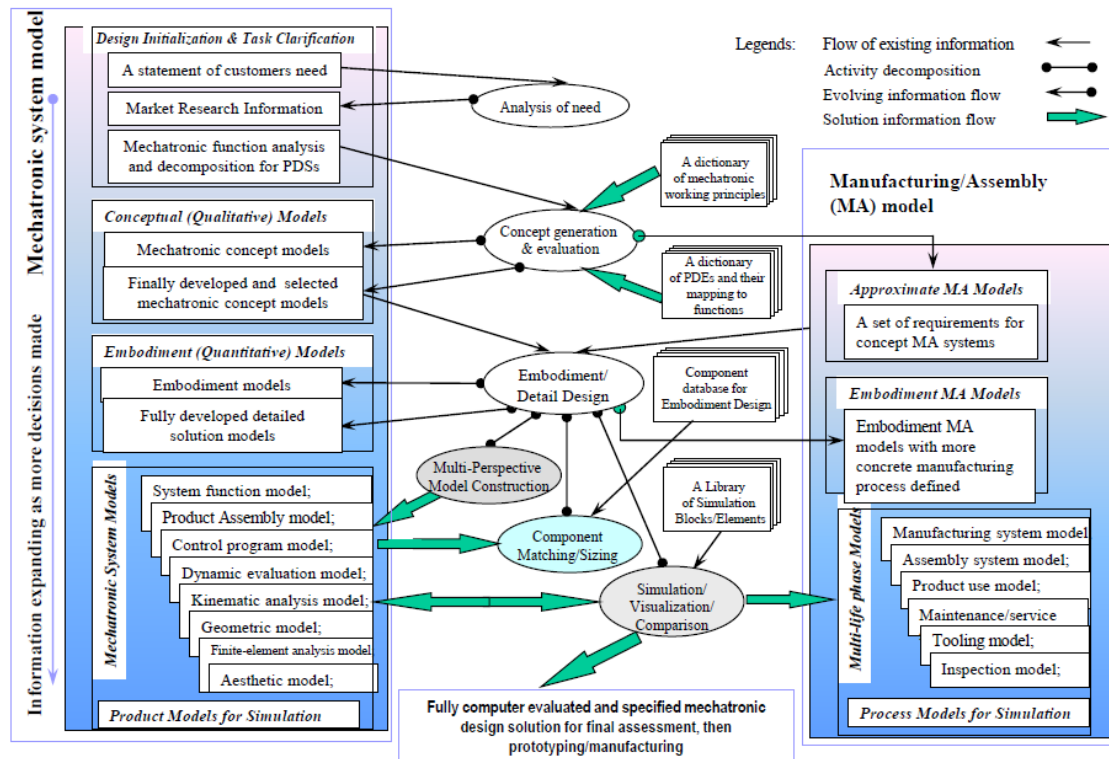 Mechatronic system model
Information expanding as more decisions made
Design Initialization & Task Clarification
A statement of customers need
Market Research Information
Mechatronic function analysis
and decomposition for PDSs
Conceptual (Qualitative) Models
Mechatronic concept models
Finally developed and selected
mechatronic concept models
Embodiment (Quantitative) Models
Embodiment models
Fully developed detailed
solution models
Mechatronic System Models
System function model;
Product Assembly model;
Control program model;
Dynamic evaluation model;
Kinematic analysis model;
Geometric model;
Finite-element analysis model
Aesthetic model;
Product Models for Simulation
Analysis of need
A dictionary
of mechatronic
working principles
Concept generation
& evaluation
A dictionary
of PDEs and their
mapping to
functions
Embodiment/
Detail Design
Component
database for
Embodiment Design
Multi-Perspective
Model Construction
A Library
of Simulation
Blocks/Elements
Component
Matching/Sizing
Simulation/
Visualization/
Comparison
Fully computer evaluated and specified mechatronic
design solution for final assessment, then
prototyping/manufacturing
Legends:
Flow of existing information
Activity decomposition
Evolving information flow
Solution information flow
Manufacturing/Assembly
(MA) model
Approximate MA Models
A set of requirements for
concept MA systems
Embodiment MA Models
Embodiment MA
models with more
concrete manufacturing
process defined
Multi-life phase Models
Manufacturing system model
Assembly system model;
Product use model;
Maintenance/service
Tooling model;
Inspection model;
Process Models for Simulation